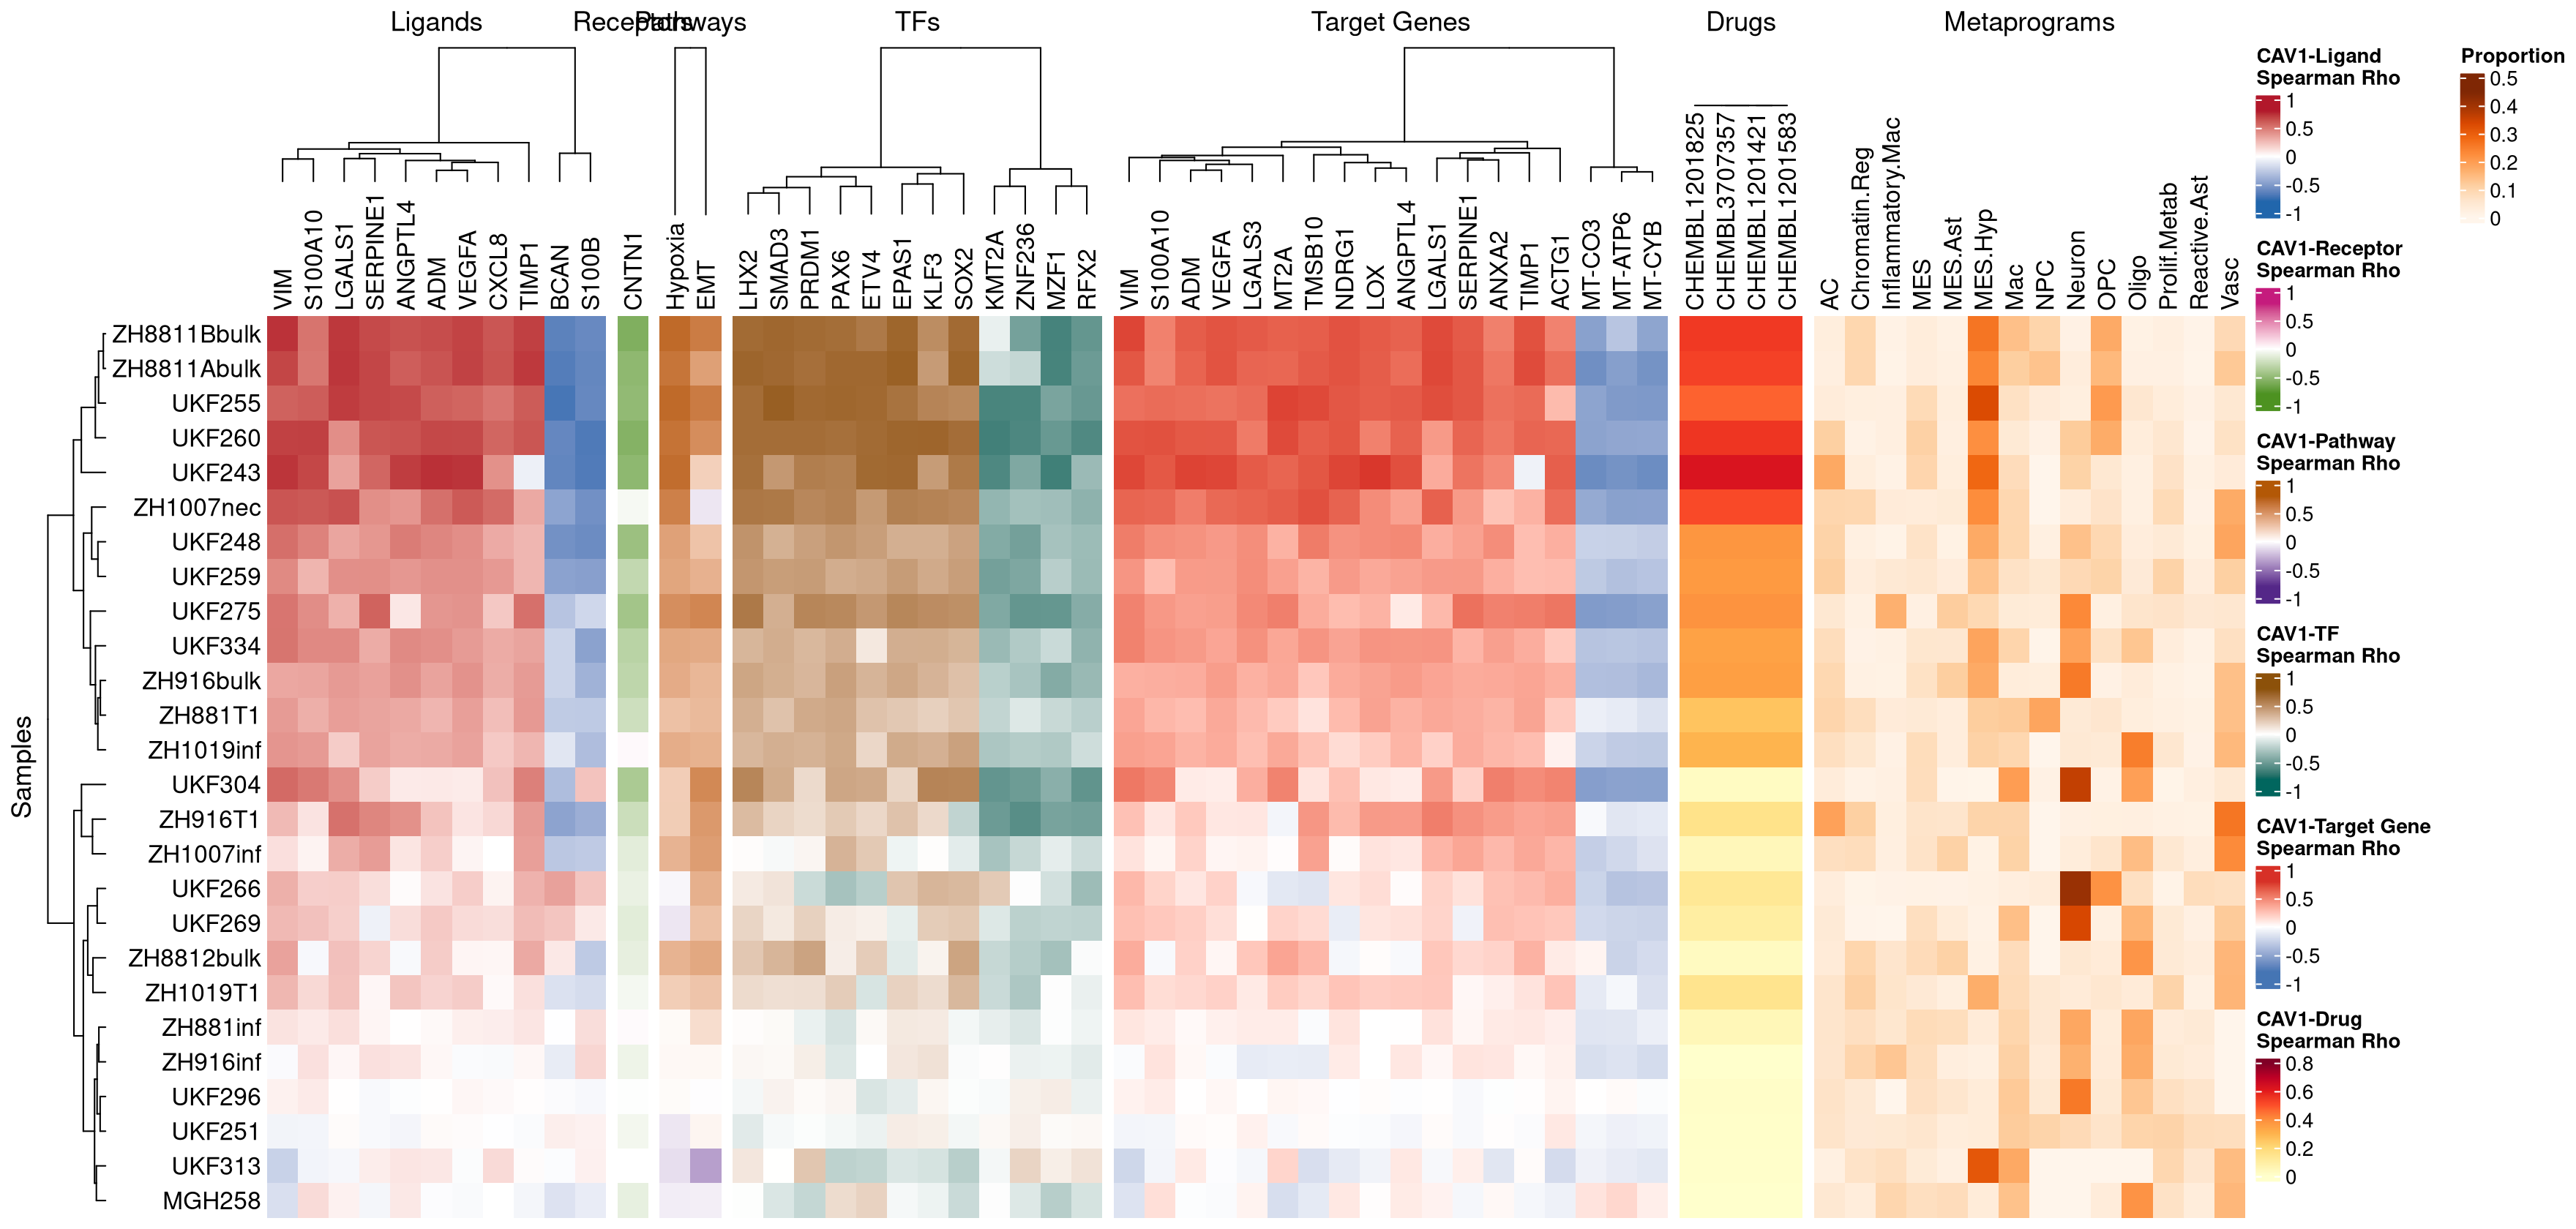 Ligands
Receptors
Pathways
TFs
Target Genes
Drugs
Metaprograms
VIM
S100A10
LGALS1
SERPINE1
ANGPTL4
ADM
VEGFA
CXCL8
TIMP1
BCAN
S100B
CNTN1
Hypoxia
EMT
LHX2
SMAD3
PRDM1
PAX6
ETV4
EPAS1
KLF3
SOX2
KMT2A
ZNF236
MZF1
RFX2
VIM
S100A10
ADM
VEGFA
LGALS3
MT2A
TMSB10
NDRG1
LOX
ANGPTL4
LGALS1
SERPINE1
ANXA2
TIMP1
ACTG1
MT-CO3
MT-ATP6
MT-CYB
CHEMBL1201825
CHEMBL3707357
CHEMBL1201421
CHEMBL1201583
AC
Chromatin.Reg
Inflammatory.Mac
MES
MES.Ast
MES.Hyp
Mac
NPC
Neuron
OPC
Oligo
Prolif.Metab
Reactive.Ast
Vasc
Samples
ZH8811Bbulk
ZH8811Abulk
UKF255
UKF260
UKF243
ZH1007nec
UKF248
UKF259
UKF275
UKF334
ZH916bulk
ZH881T1
ZH1019inf
UKF304
ZH916T1
ZH1007inf
UKF266
UKF269
ZH8812bulk
ZH1019T1
ZH881inf
ZH916inf
UKF296
UKF251
UKF313
MGH258
CAV1-Ligand
Spearman Rho
1
0.5
0
-0.5
-1
CAV1-Receptor
Spearman Rho
1
0.5
0
-0.5
-1
CAV1-Pathway
Spearman Rho
1
0.5
0
-0.5
-1
CAV1-TF
Spearman Rho
1
0.5
0
-0.5
-1
CAV1-Target Gene
Spearman Rho
1
0.5
0
-0.5
-1
CAV1-Drug
Spearman Rho
0.8
0.6
0.4
0.2
0
Proportion
0.5
0.4
0.3
0.2
0.1
0